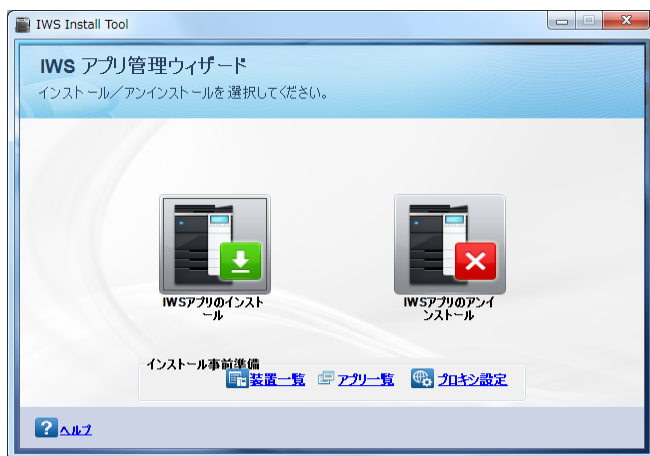 IWS Install Tool
IWS アプリ管理ウィザード
インストール／アンインストールを選択してください。
IWSアプリのインスト
ール
IWSアプリのアンイ
ンストール
インストール事前準備
装置一覧 アプリ一覧 プロキシ設定
ヘルプ